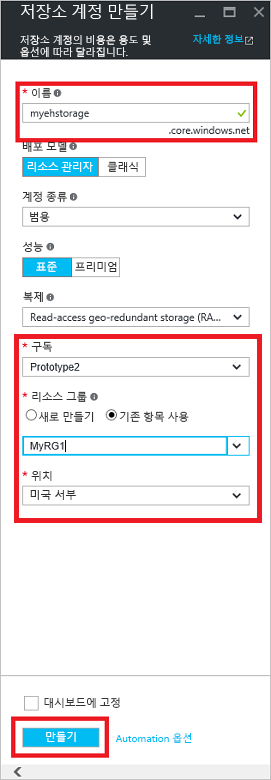 저장소 계정 만들기
저장소 계정의 비용은 용도 및
옵션에 따라 달라집니다.
자세한 정보
* 이름
myehstorage
.core.windows.net
배포 모델
리소스 관리자 클래식
계정 종류
범용
성능
표준 프리미엄
복제
Read-access geo-redundant storage (RA...
* 구독
Prototype2
* 리소스 그룹
새로 만들기 기존 항목 사용
MyRG1
* 위치
미국 서부
대시보드에 고정
만들기 Automation 옵션